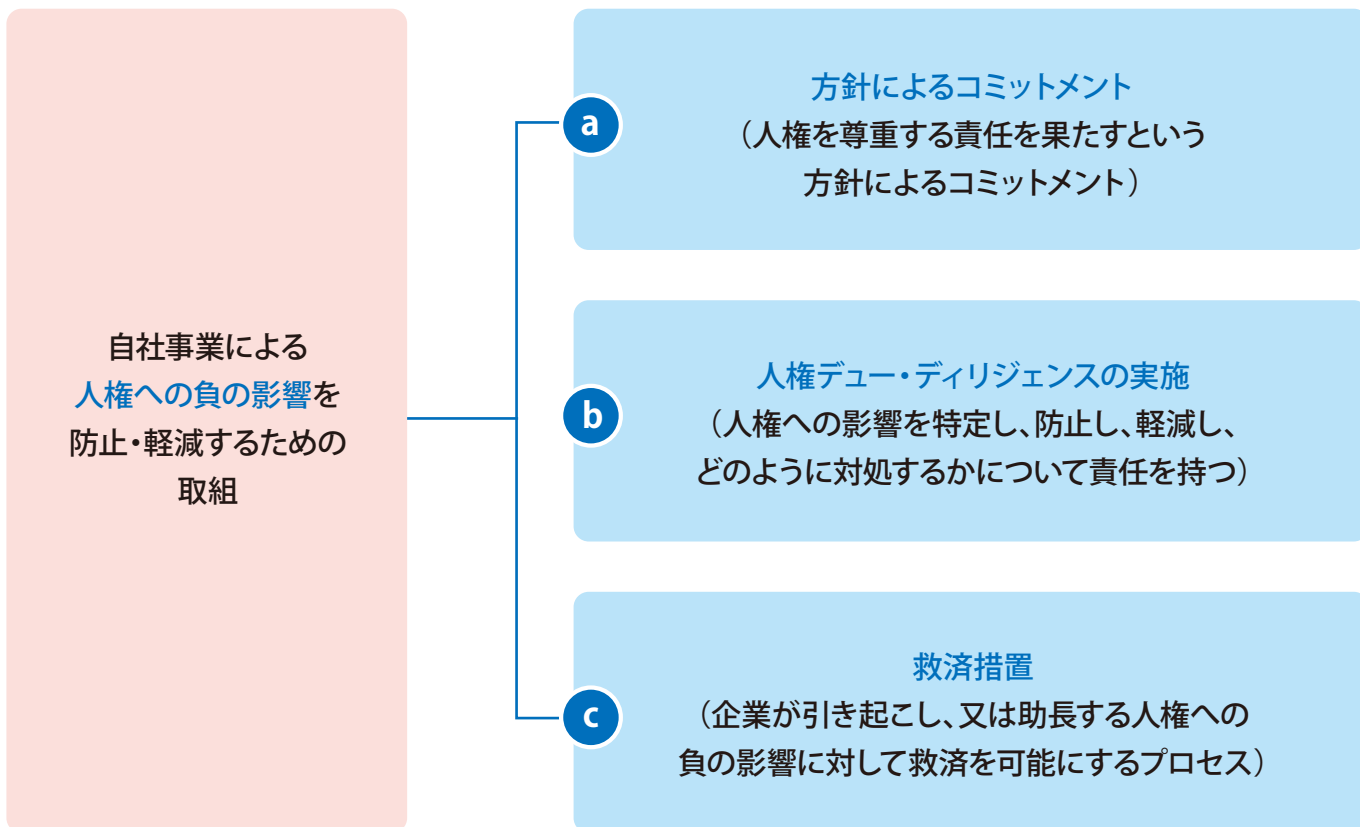 自社事業による
人権への負の影響を
防止・軽減するための
取組
a
方針によるコミットメント
（人権を尊重する責任を果たすという
方針によるコミットメント）
b
人権デュー・ディリジェンスの実施
（人権への影響を特定し、防止し、軽減し、
どのように対処するかについて責任を持つ）
c
救済措置
（企業が引き起こし、又は助長する人権への
負の影響に対して救済を可能にするプロセス）